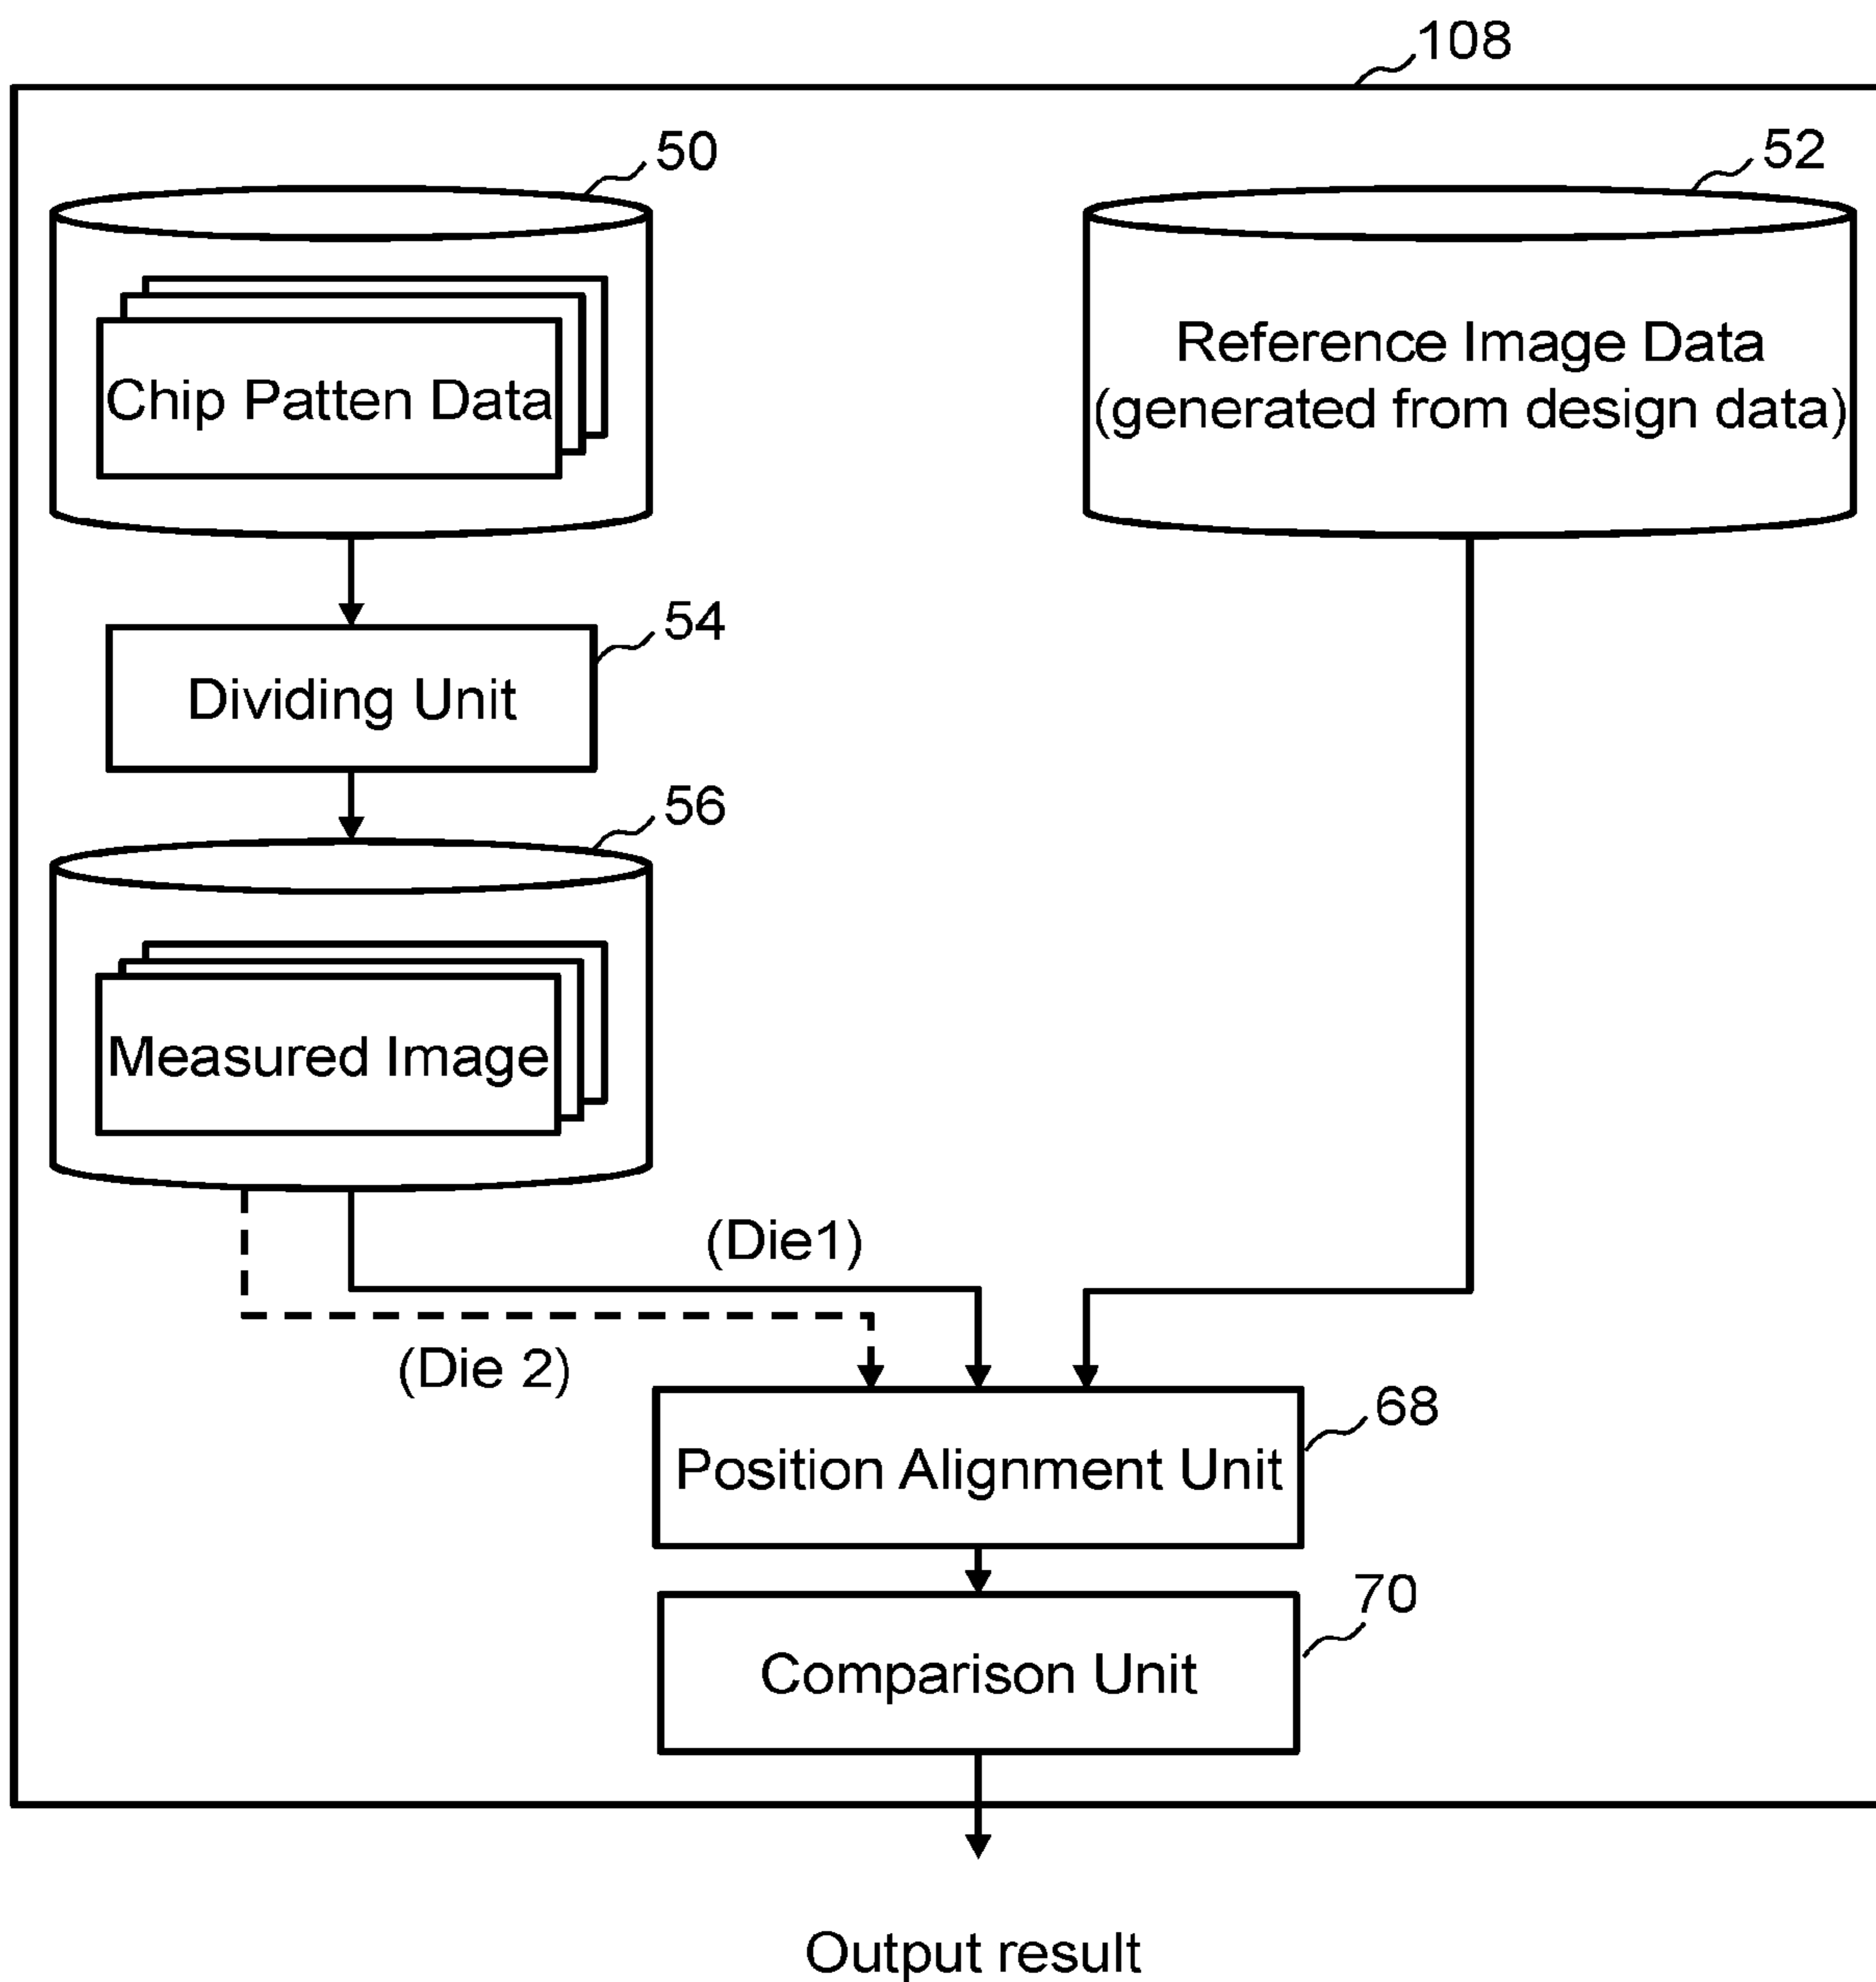 108
50
52
Chip Patten Data
Reference Image Data
(generated from design data)
54
Dividing Unit
56
Measured Image
(Die1)
(Die 2)
68
Position Alignment Unit
70
Comparison Unit
Output result